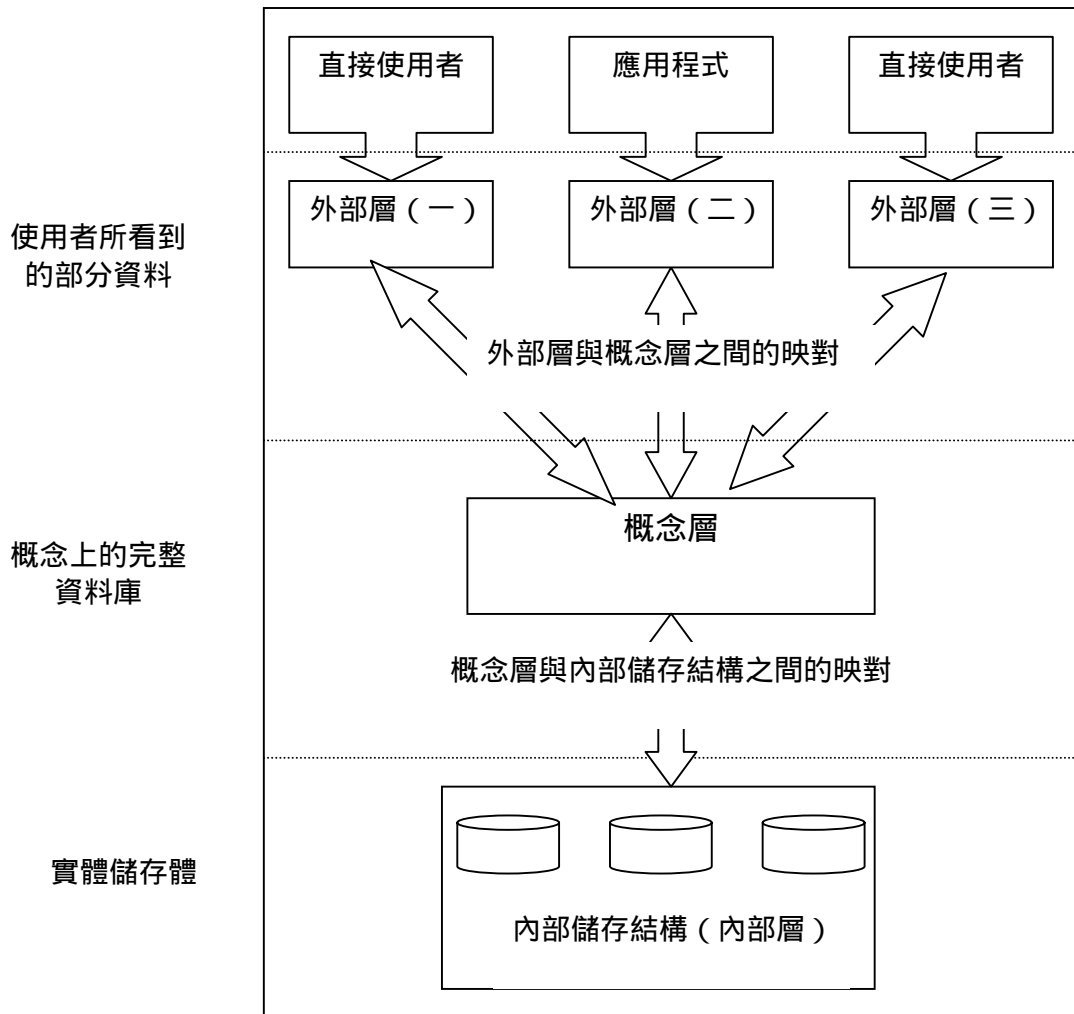 直接使用者
應用程式
直接使用者
外部層（一）
外部層（二）
外部層（三）
使用者所看到
的部分資料
外部層與概念層之間的映對
概念層
概念上的完整
資料庫
概念層與內部儲存結構之間的映對
實體儲存體
內部儲存結構（內部層）